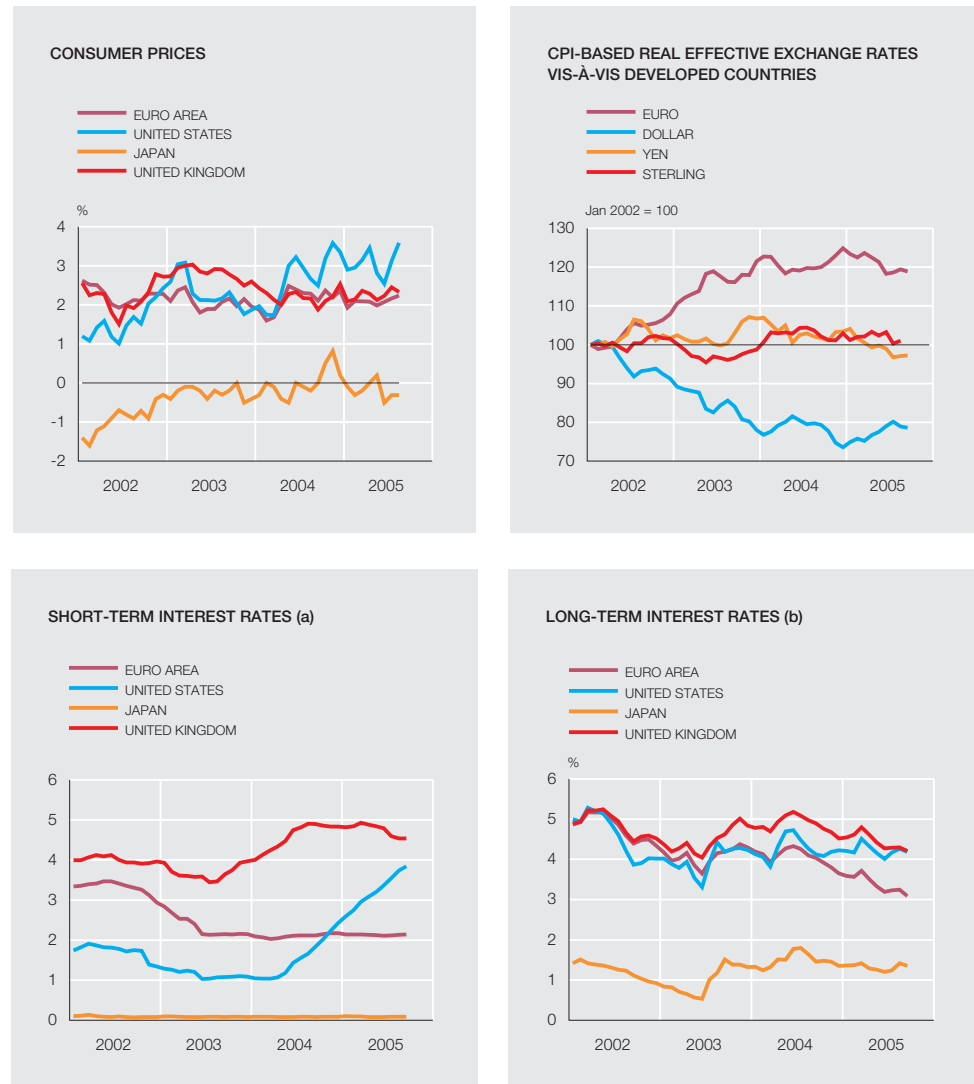 CONSUMER PRICES
EURO AREA
UNITED STATES
JAPAN
UNITED KINGDOM
%
4
3
2
1
0
-1
-2
2002 2003 2004 2005
CPI-BASED REAL EFFECTIVE EXCHANGE RATES
VIS-À-VIS DEVELOPED COUNTRIES
EURO
DOLLAR
YEN
STERLING
Jan 2002 = 100
130
120
110
100
90
80
70
2002 2003 2004 2005
SHORT-TERM INTEREST RATES (a)
EURO AREA
UNITED STATES
JAPAN
UNITED KINGDOM
6
5
4
3
2
1
0
2002 2003 2004 2005
LONG-TERM INTEREST RATES (b)
EURO AREA
UNITED STATES
JAPAN
UNITED KINGDOM
%
6
5
4
3
2
1
0
2002 2003 2004 2005